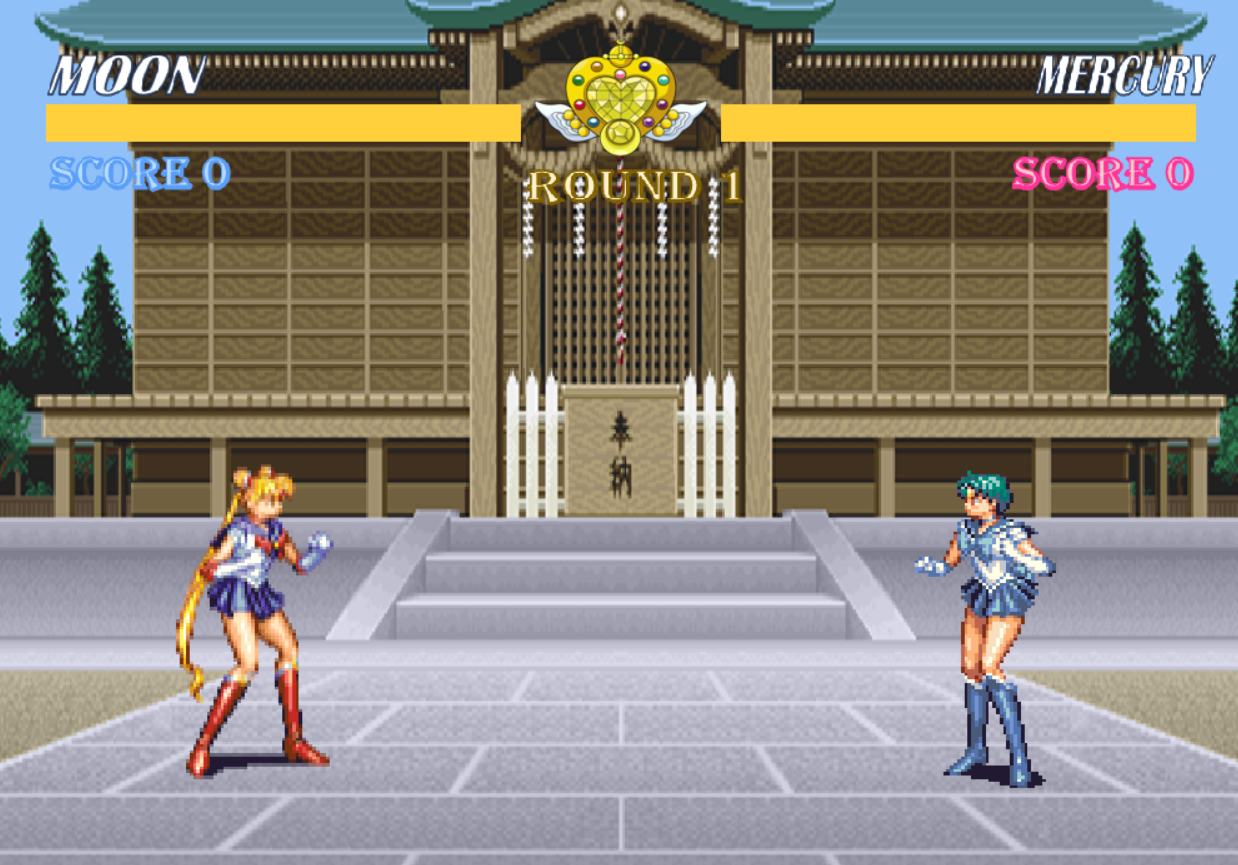 MOON
MERCURY
SCORE 0
SCORE 0
ROUND 1
奉
納